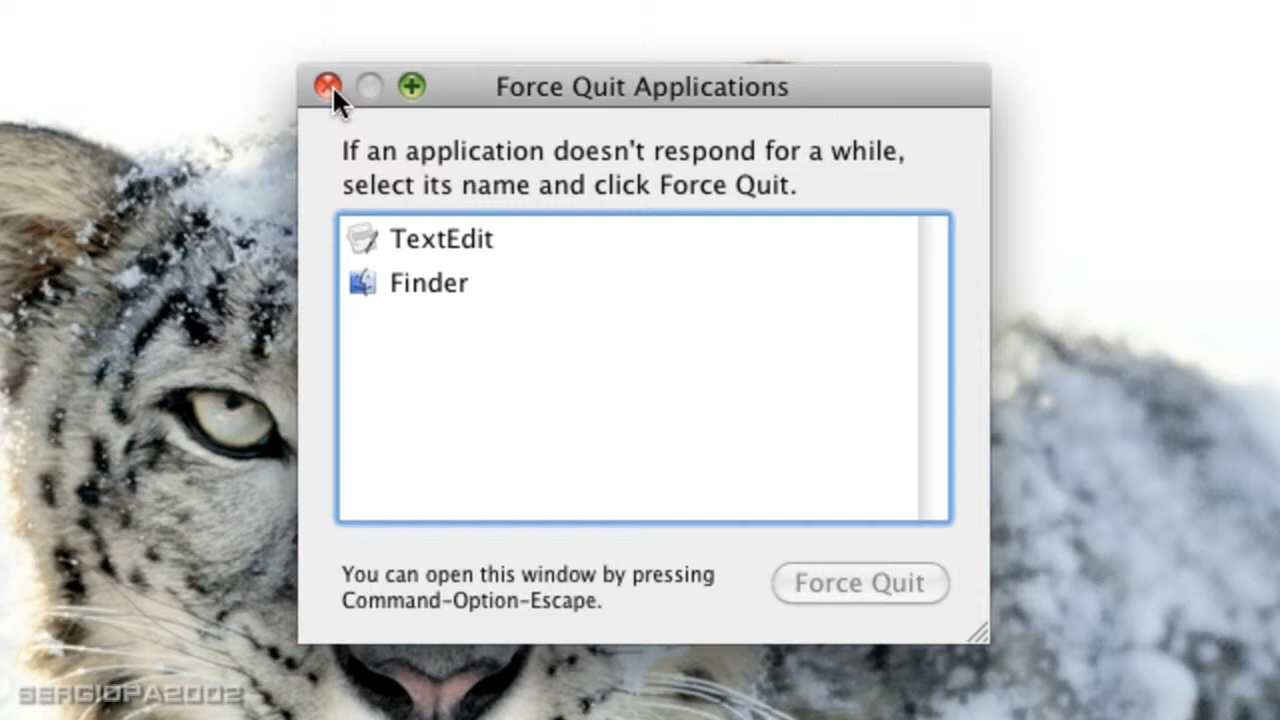 Force Quit Applications
If an application doesn't respond for a while,
select its name and click Force Quit.
TextEdit
Finder
You can open this window by pressing
Command-Option-Escape.
Force Quit
SERGIOPA2002